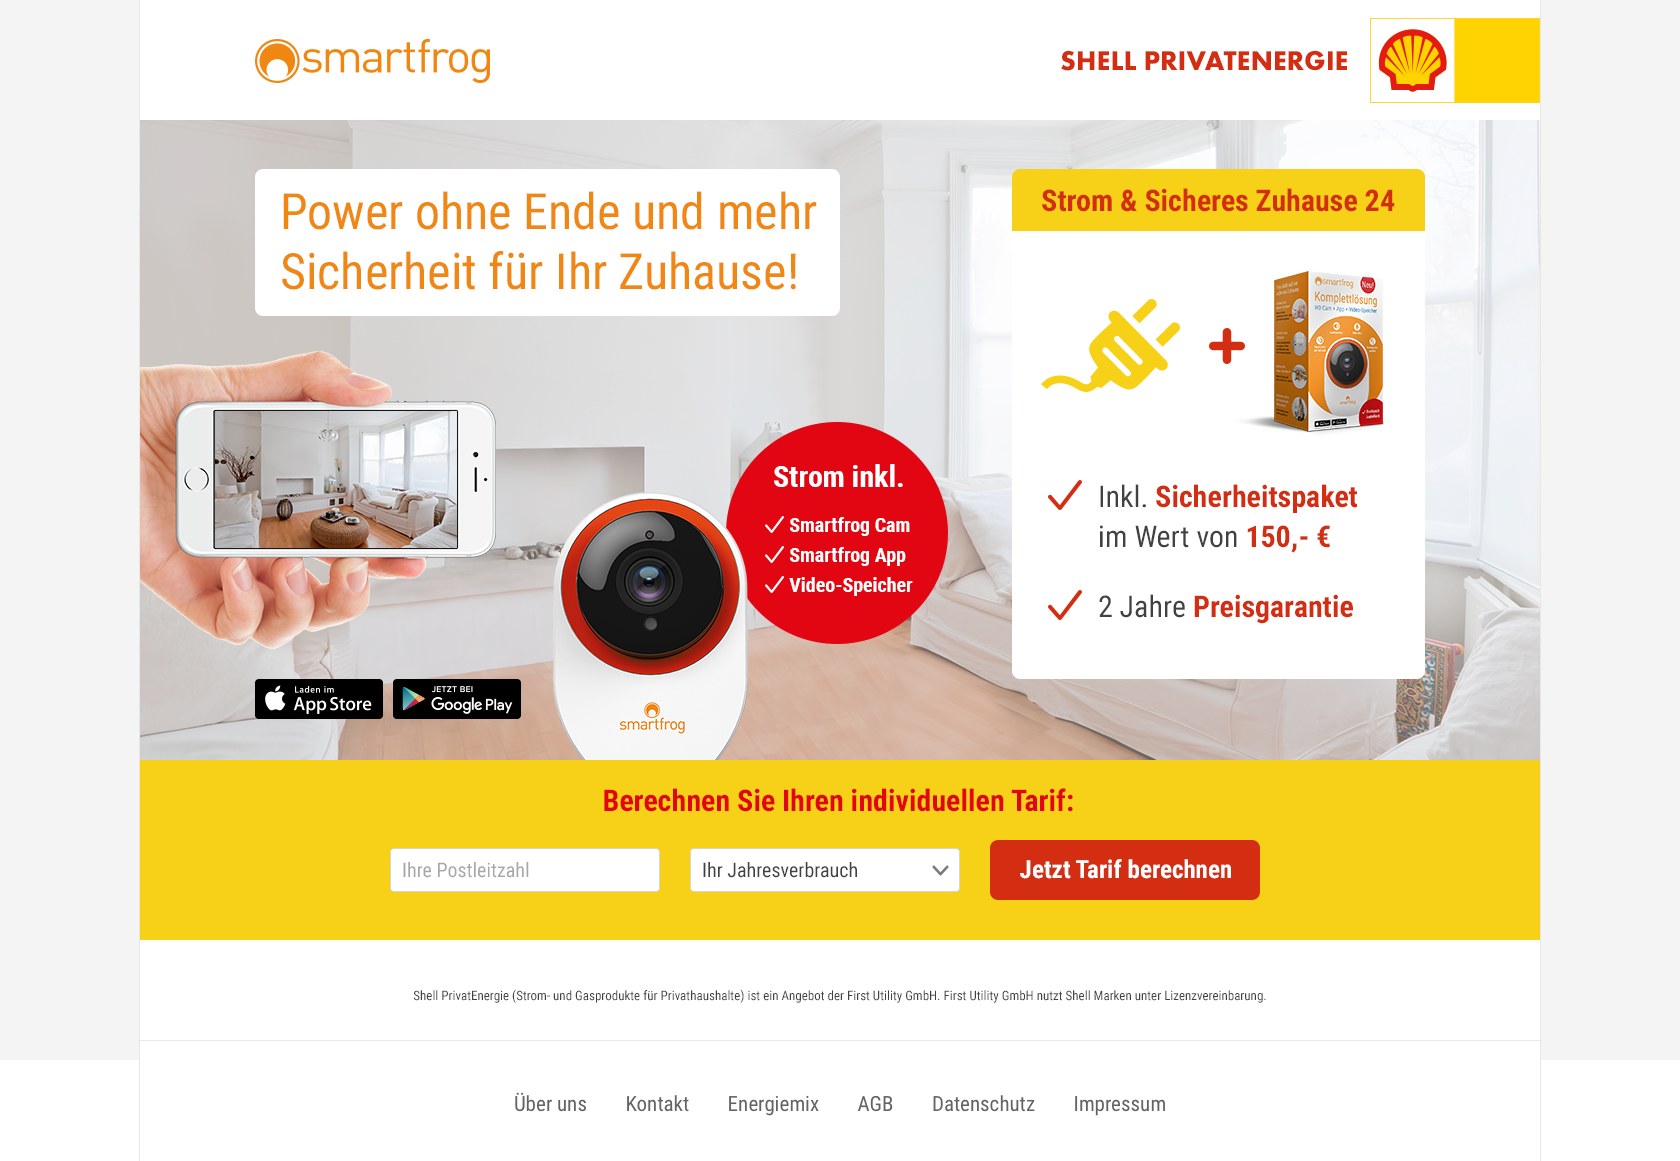 smartfrog
SHELL PRIVATENERGIE
Power ohne Ende und mehr
Sicherheit für Ihr Zuhause!
Strom & Sicheres Zuhause 24
smartfrog
Neu!
Komplettlösung
HD Cam + App + Video-Speicher
Strom inkl.
Smartfrog Cam
Smartfrog App
Video-Speicher
Inkl. Sicherheitspaket
im Wert von 150,- €
2 Jahre Preisgarantie
Laden im
App Store
JETZT BEI
Google Play
smartfrog
Berechnen Sie Ihren individuellen Tarif:
Ihre Postleitzahl
Ihr Jahresverbrauch
Jetzt Tarif berechnen
Shell PrivatEnergie (Strom- und Gasprodukte für Privathaushalte) ist ein Angebot der First Utility GmbH. First Utility GmbH nutzt Shell Marken unter Lizenzvereinbarung.
Über uns
Kontakt
Energiemix
AGB
Datenschutz
Impressum